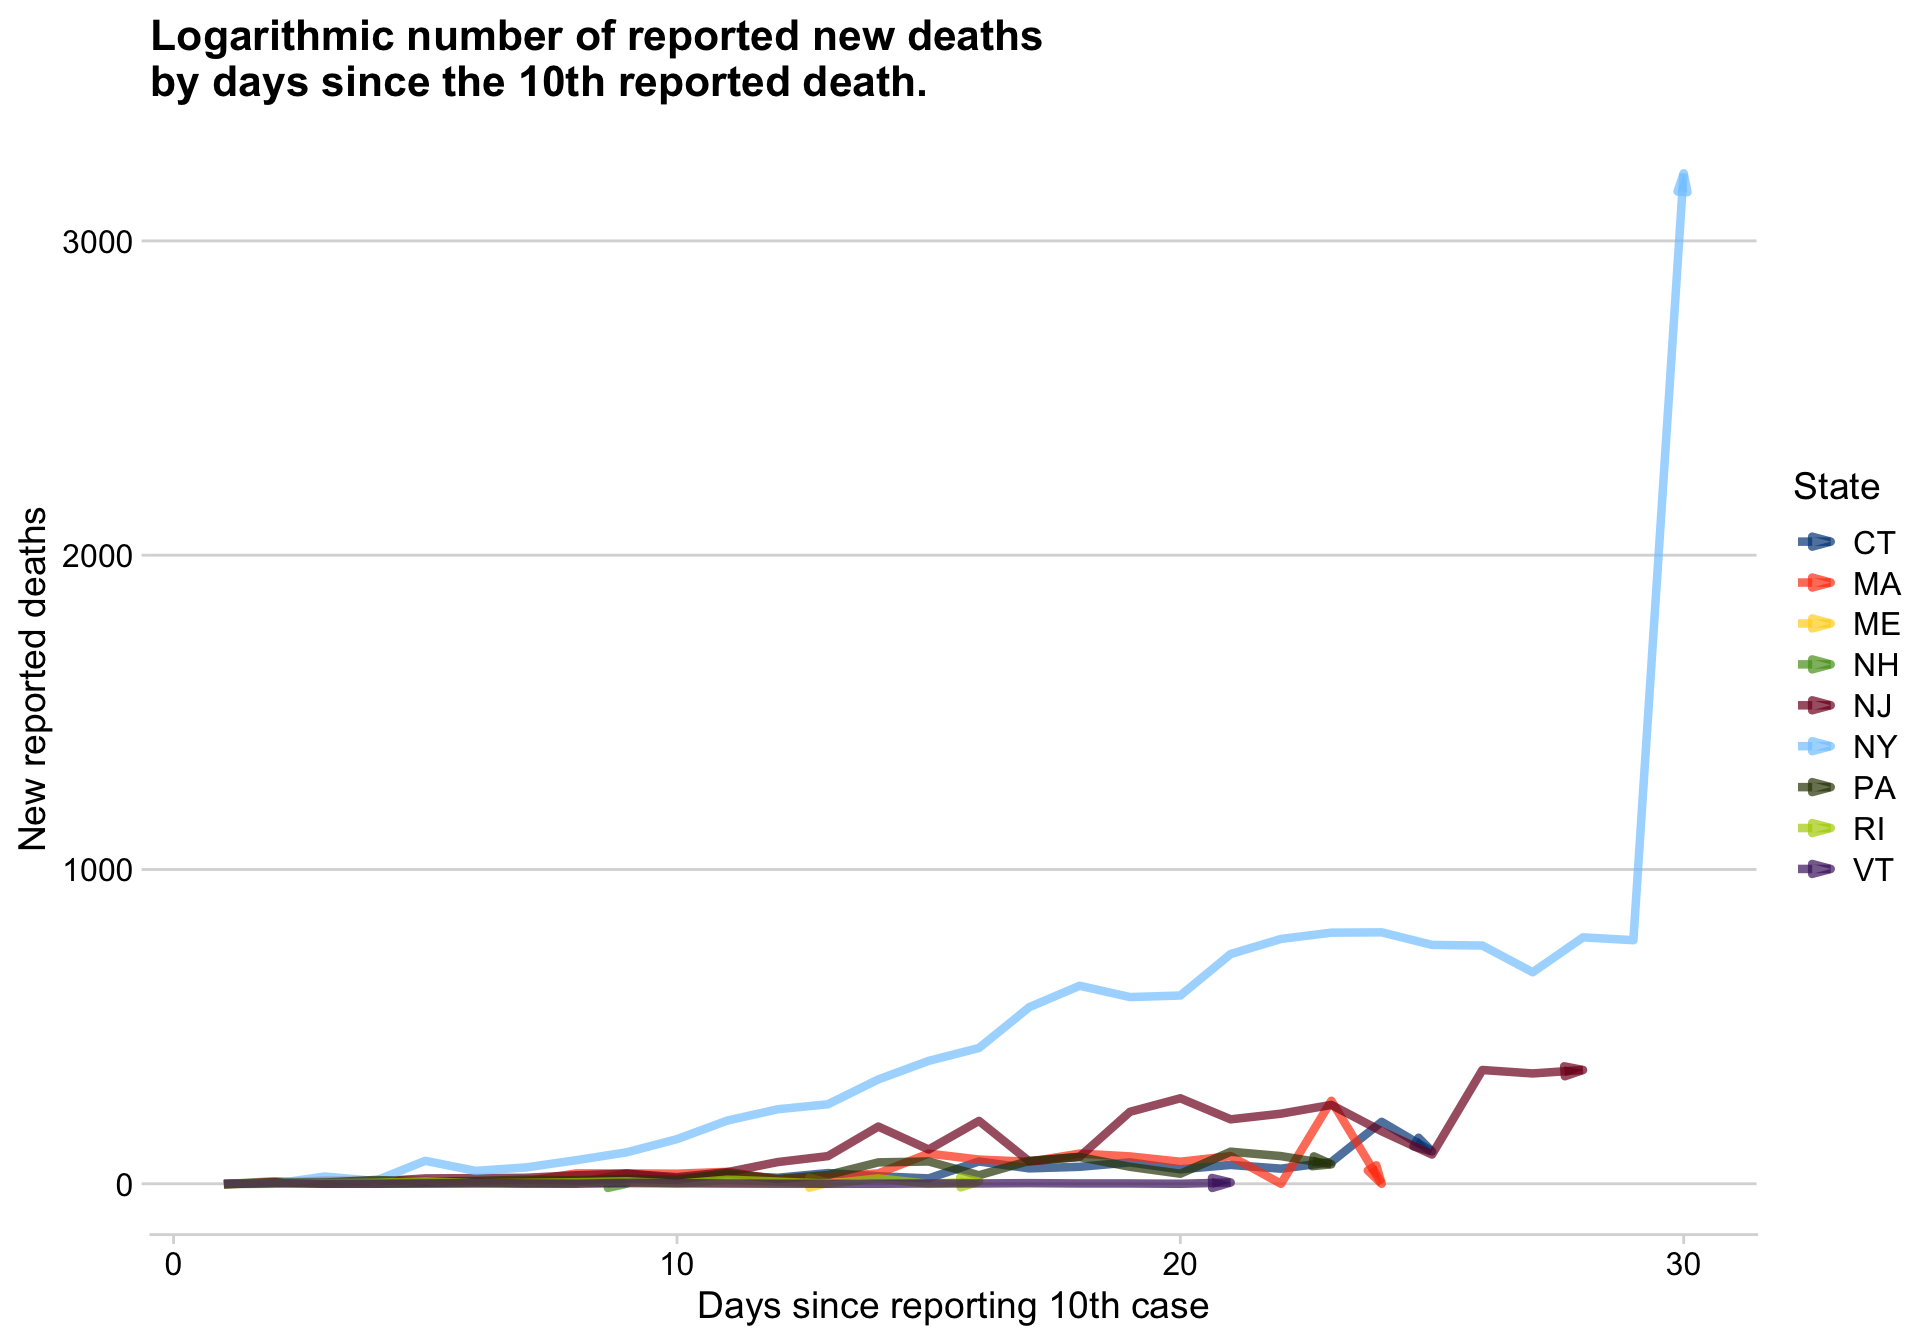 Logarithmic number of reported new deaths
by days since the 10th reported death.
New reported deaths
3000
2000
1000
0
0 10 20 30
Days since reporting 10th case
State
CT
MA
ME
NH
NJ
NY
PA
RI
VT